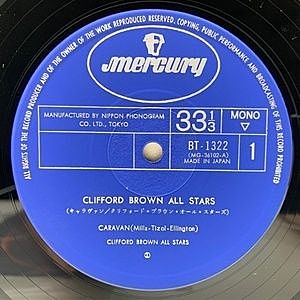 ALL RIGHTS OF THE RECORD PRODUCER AND OF THE OWNER OF THE WORK REPRODUCED RESERVED. COPYING, PUBLIC PERFORMANCE AND BROADCASTING OF THIS RECORD PROHIBITED
mercury
MANUFACTURED BY NIPPON PHONOGRAM CO. LTD., TOKYO
33 1/3
MONO
▽
BT-1322
(MG-36102-A)
MADE IN JAPAN
1
CLIFFORD BROWN ALL STARS
(キャラヴァン/クリフォード・ブラウン・オール・スターズ)
CARAVAN (Mills-Tizol-Ellington)
CLIFFORD BROWN ALL STARS